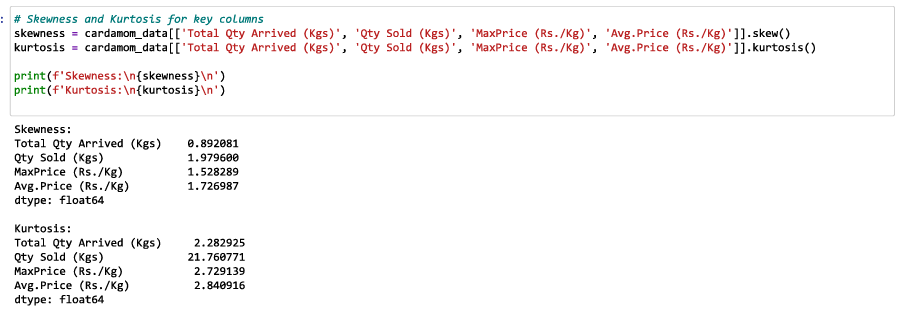 : # Skewness and Kurtosis for key columns
skewness = cardamom_data[['Total Qty Arrived (Kgs)', 'Qty Sold (Kgs)', 'MaxPrice (Rs./Kg)', 'Avg.Price (Rs./Kg)']].skew()
kurtosis = cardamom_data[['Total Qty Arrived (Kgs)', 'Qty Sold (Kgs)', 'MaxPrice (Rs./Kg)', 'Avg.Price (Rs./Kg)']].kurtosis()
print(f'Skewness:\n{skewness}\n')
print(f'Kurtosis:\n{kurtosis}\n')
Skewness:
Total Qty Arrived (Kgs) 0.892081
Qty Sold (Kgs) 1.979600
MaxPrice (Rs./Kg) 1.528289
Avg.Price (Rs./Kg) 1.726987
dtype: float64
Kurtosis:
Total Qty Arrived (Kgs) 2.282925
Qty Sold (Kgs) 21.760771
MaxPrice (Rs./Kg) 2.729139
Avg.Price (Rs./Kg) 2.840916
dtype: float64